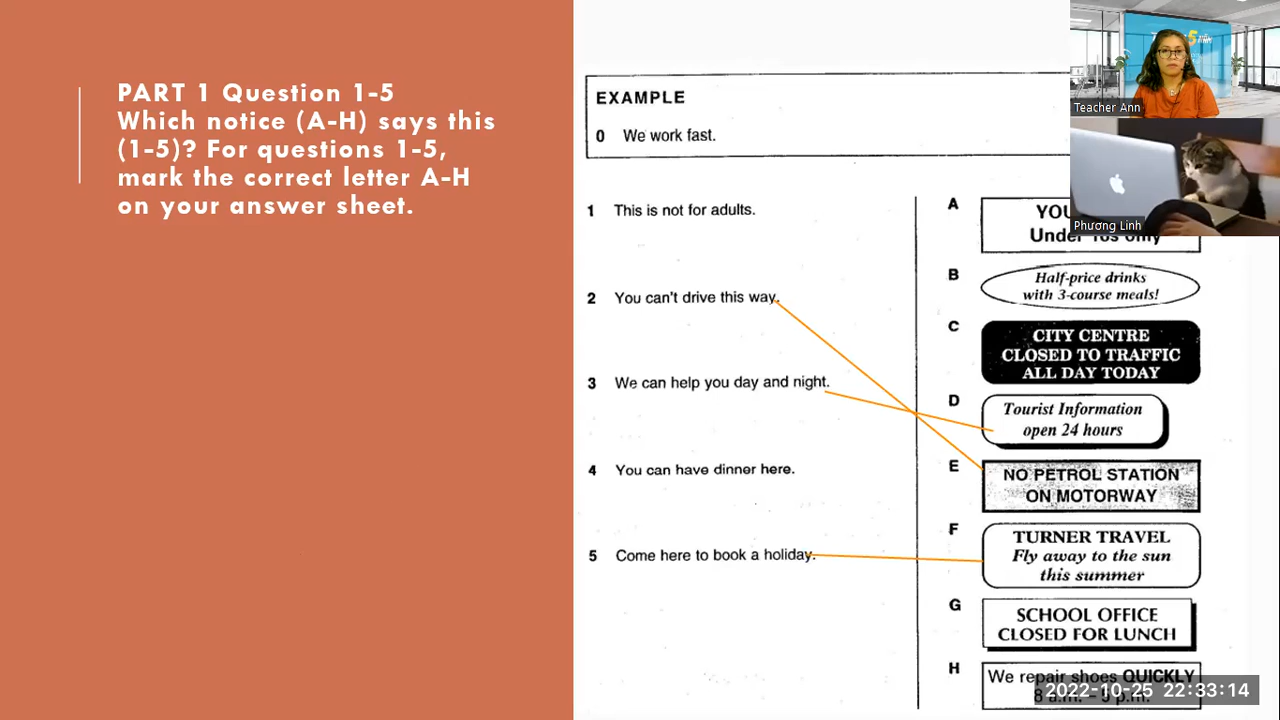 PART 1 Question 1-5
Which notice (A-H) says this
(1-5)? For questions 1-5,
mark the correct letter A-H
on your answer sheet.
EXAMPLE
0 We work fast.
1 This is not for adults.
2 You can't drive this way.
3 We can help you day and night.
4 You can have dinner here.
5 Come here to book a holiday.
A
Under only
B
Half-price drinks
with 3-course meals!
C
CITY CENTRE
CLOSED TO TRAFFIC
ALL DAY TODAY
D
Tourist Information
open 24 hours
E
NO PETROL STATION
ON MOTORWAY
F
TURNER TRAVEL
Fly away to the sun
this summer
G
SCHOOL OFFICE
CLOSED FOR LUNCH
H
We repair shoes QUICKLY
Teacher Ann
Phương Linh
2022-10-25 22:33:14